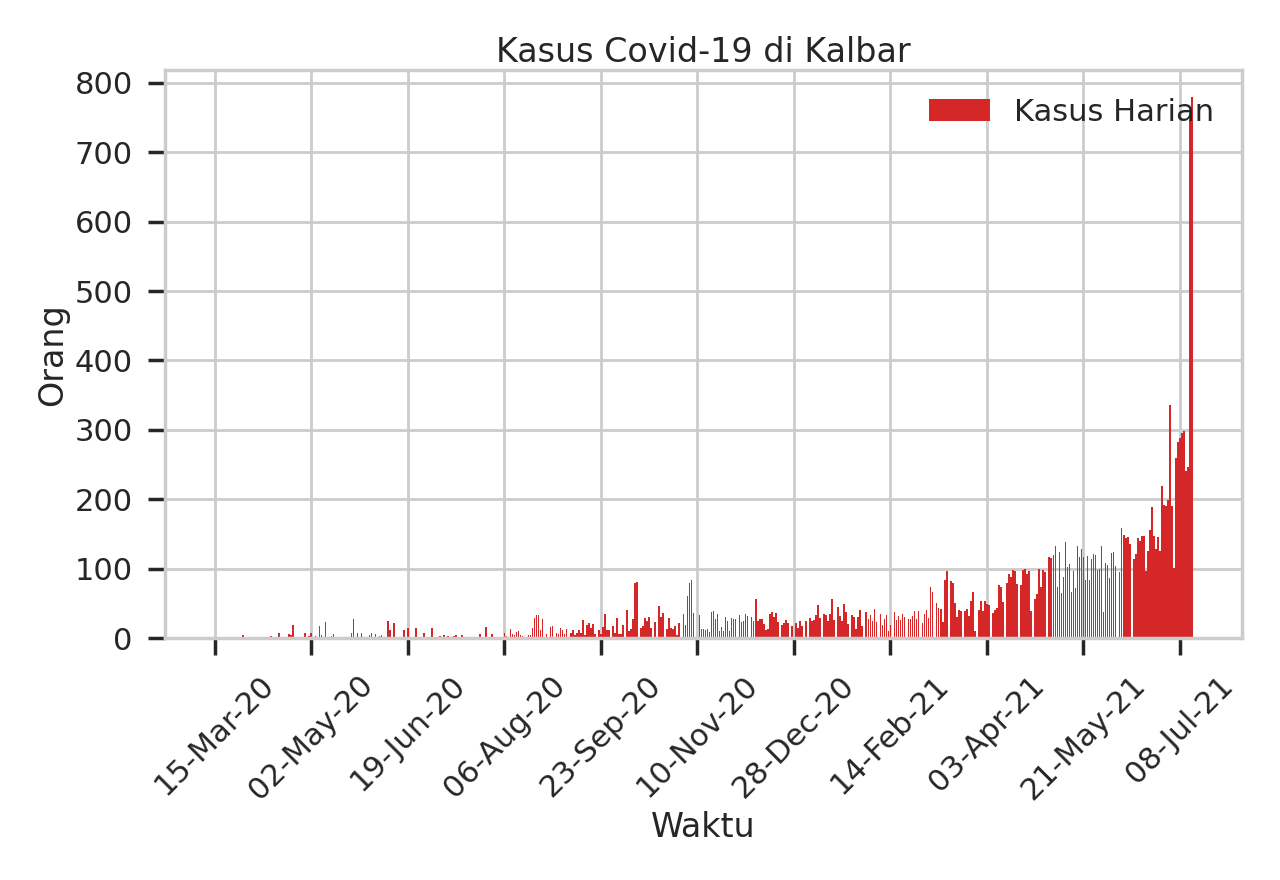 Kasus Covid-19 di Kalbar
Kasus Harian
Orang
800
700
600
500
400
300
200
100
0
15-Mar-20
02-May-20
19-Jun-20
06-Aug-20
23-Sep-20
10-Nov-20
28-Dec-20
14-Feb-21
03-Apr-21
21-May-21
08-Jul-21
Waktu